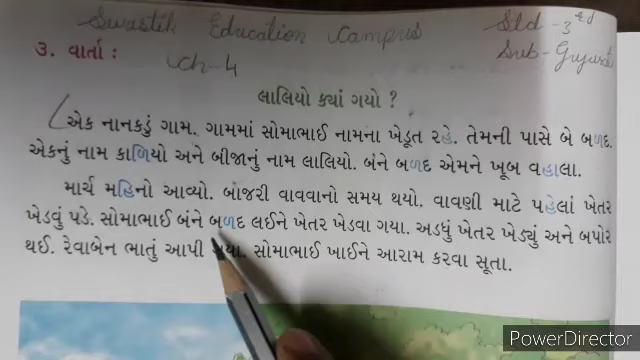 Swastik Education Campus Std - 3rd
૩. વાર્તા : Ch-4 Sub- Gujrati
લાલિયો ક્યાં ગયો ?
એક નાનકડું ગામ. ગામમાં સોમાભાઈ નામના ખેડૂત રહે. તેમની પાસે બે બળદ.
એકનું નામ કાળિયો અને બીજાનું નામ લાલિયો. બંને બળદ એમને ખૂબ વહાલા.
માર્ચ મહિનો આવ્યો. બાજરી વાવવાનો સમય થયો. વાવણી માટે પહેલાં ખેતર
ખેડવું પડે. સોમાભાઈ બંને બળદ લઈને ખેતર ખેડવા ગયા. અડધું ખેતર ખેડ્યું અને બપોર
થઈ. રેવાબેન ભાતું આપી ગયા. સોમાભાઈ ખાઈને આરામ કરવા સૂતા.
PowerDirector